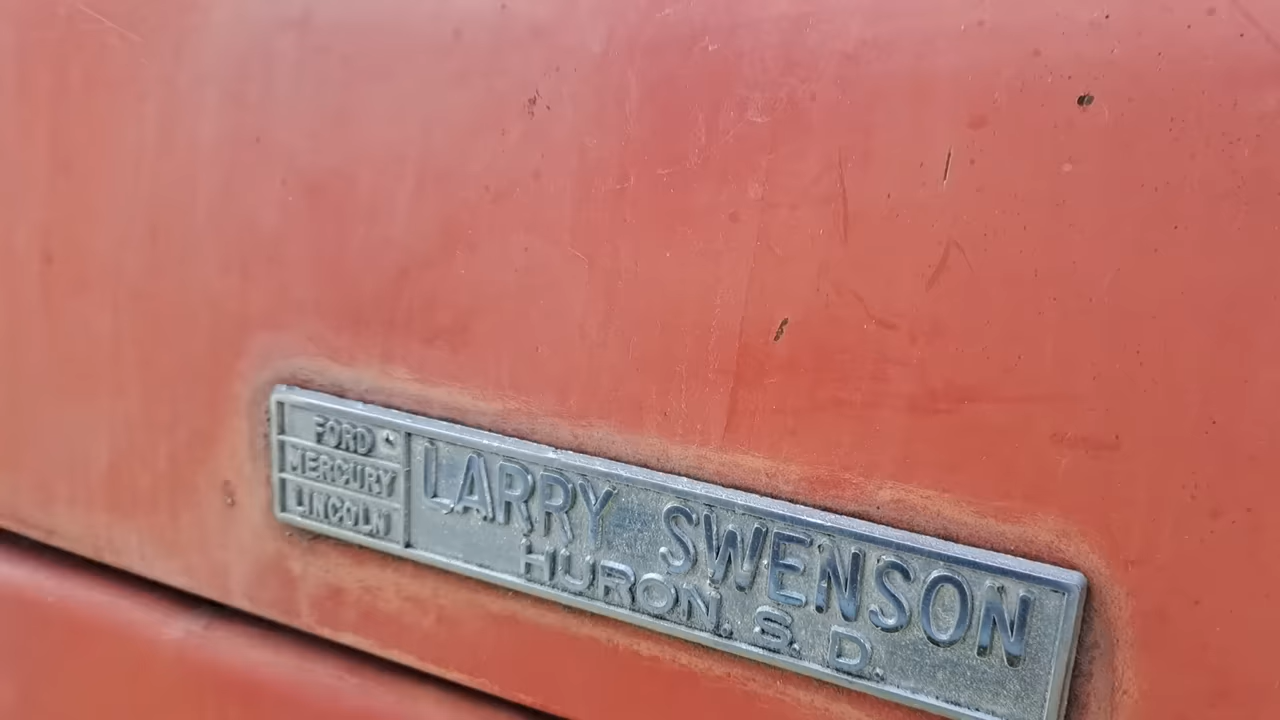 FORD
MERCURY
LINCOLN
LARRY SWENSON
HURON, S. D.